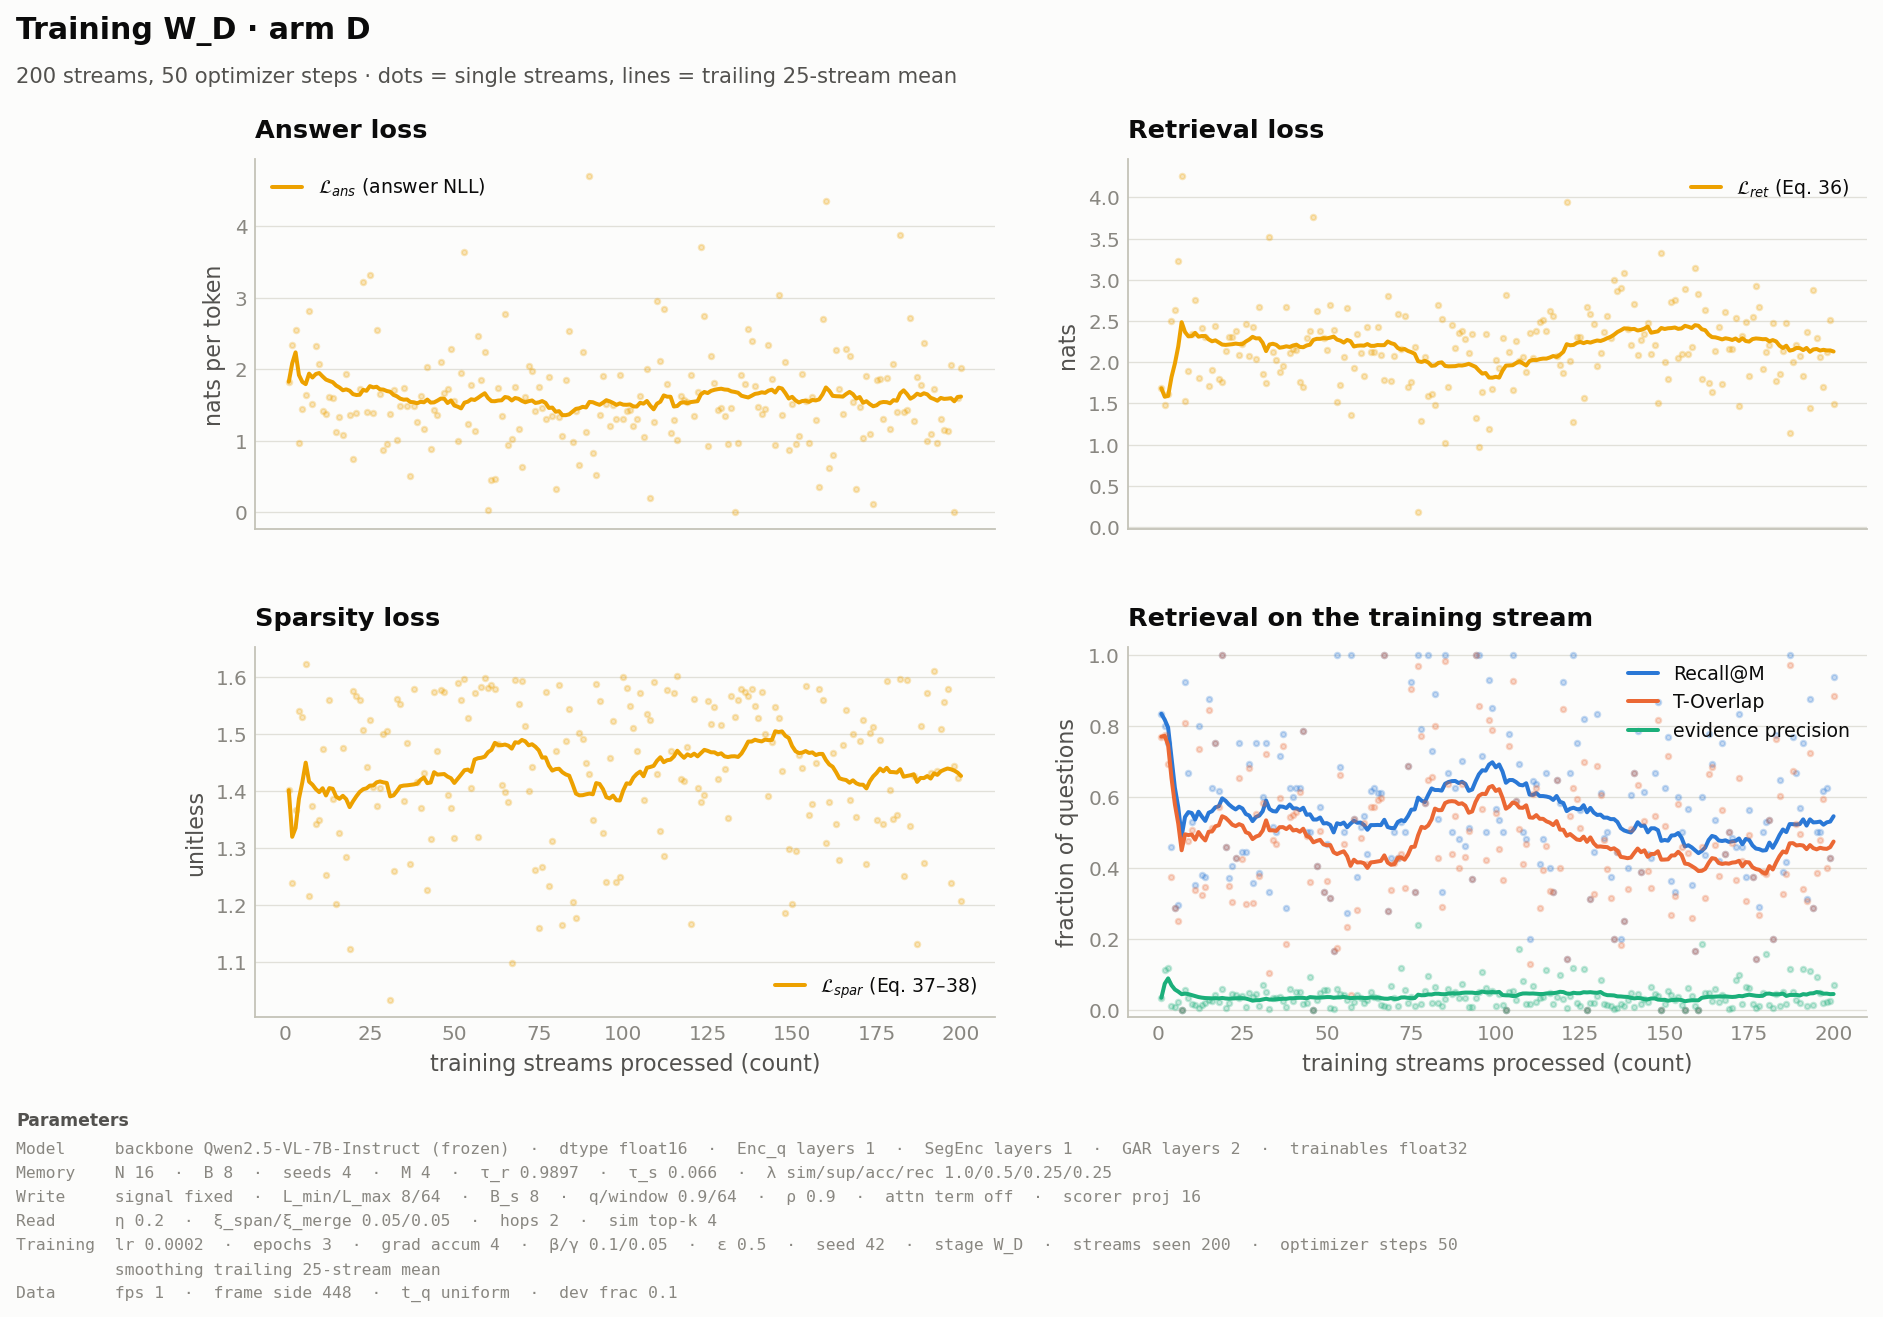 Training W_D · arm D
200 streams, 50 optimizer steps · dots = single streams, lines = trailing 25-stream mean
Answer loss
ℒans (answer NLL)
nats per token
4
3
2
1
0
Retrieval loss
ℒret (Eq. 36)
nats
4.0
3.5
3.0
2.5
2.0
1.5
1.0
0.5
0.0
Sparsity loss
unitless
1.6
1.5
1.4
1.3
1.2
1.1
ℒspar (Eq. 37–38)
0 25 50 75 100 125 150 175 200
training streams processed (count)
Retrieval on the training stream
Recall@M
T-Overlap
evidence precision
fraction of questions
1.0
0.8
0.6
0.4
0.2
0.0
0 25 50 75 100 125 150 175 200
training streams processed (count)
Parameters
Model backbone Qwen2.5-VL-7B-Instruct (frozen) · dtype float16 · Enc_q layers 1 · SegEnc layers 1 · GAR layers 2 · trainables float32
Memory N 16 · B 8 · seeds 4 · M 4 · τ_r 0.9897 · τ_s 0.066 · λ sim/sup/acc/rec 1.0/0.5/0.25/0.25
Write signal fixed · L_min/L_max 8/64 · B_s 8 · q/window 0.9/64 · ρ 0.9 · attn term off · scorer proj 16
Read η 0.2 · ξ_span/ξ_merge 0.05/0.05 · hops 2 · sim top-k 4
Training lr 0.0002 · epochs 3 · grad accum 4 · β/γ 0.1/0.05 · ε 0.5 · seed 42 · stage W_D · streams seen 200 · optimizer steps 50
smoothing trailing 25-stream mean
Data fps 1 · frame side 448 · t_q uniform · dev frac 0.1